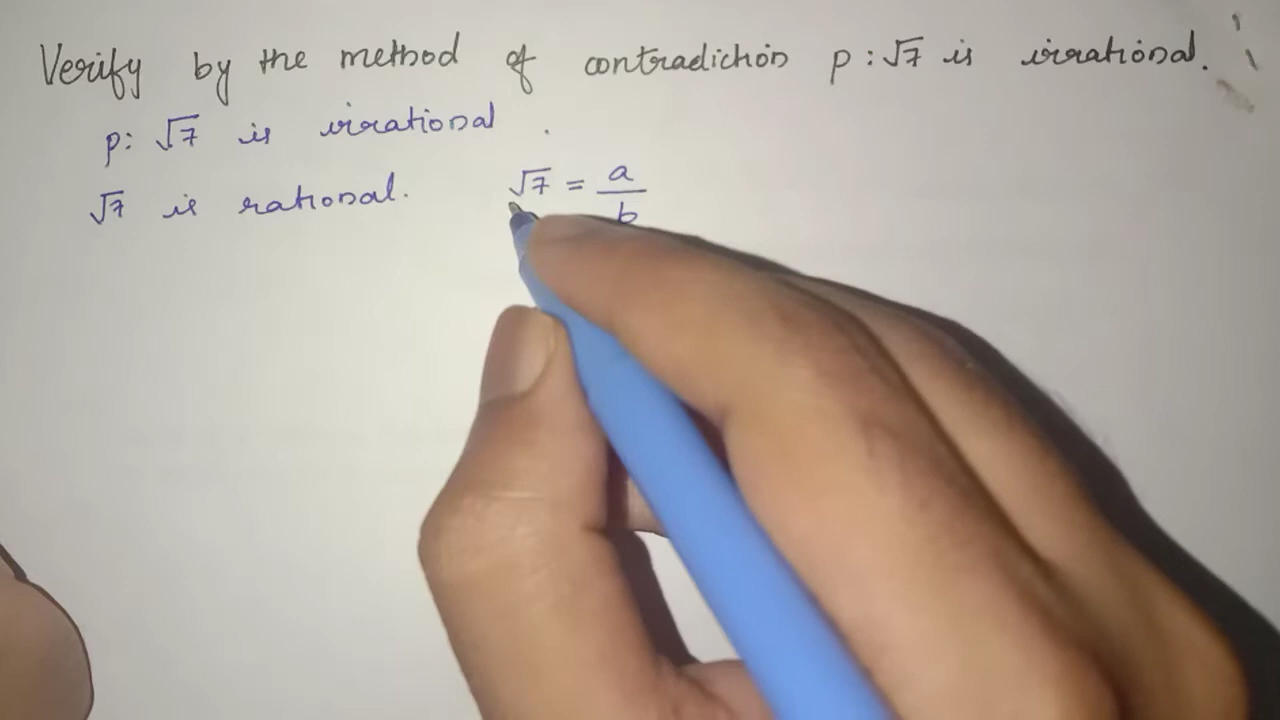 Verify by the method of contradiction p : √7 is irrational.
p: √7 is irrational .
√7 is rational. √7 = a/b